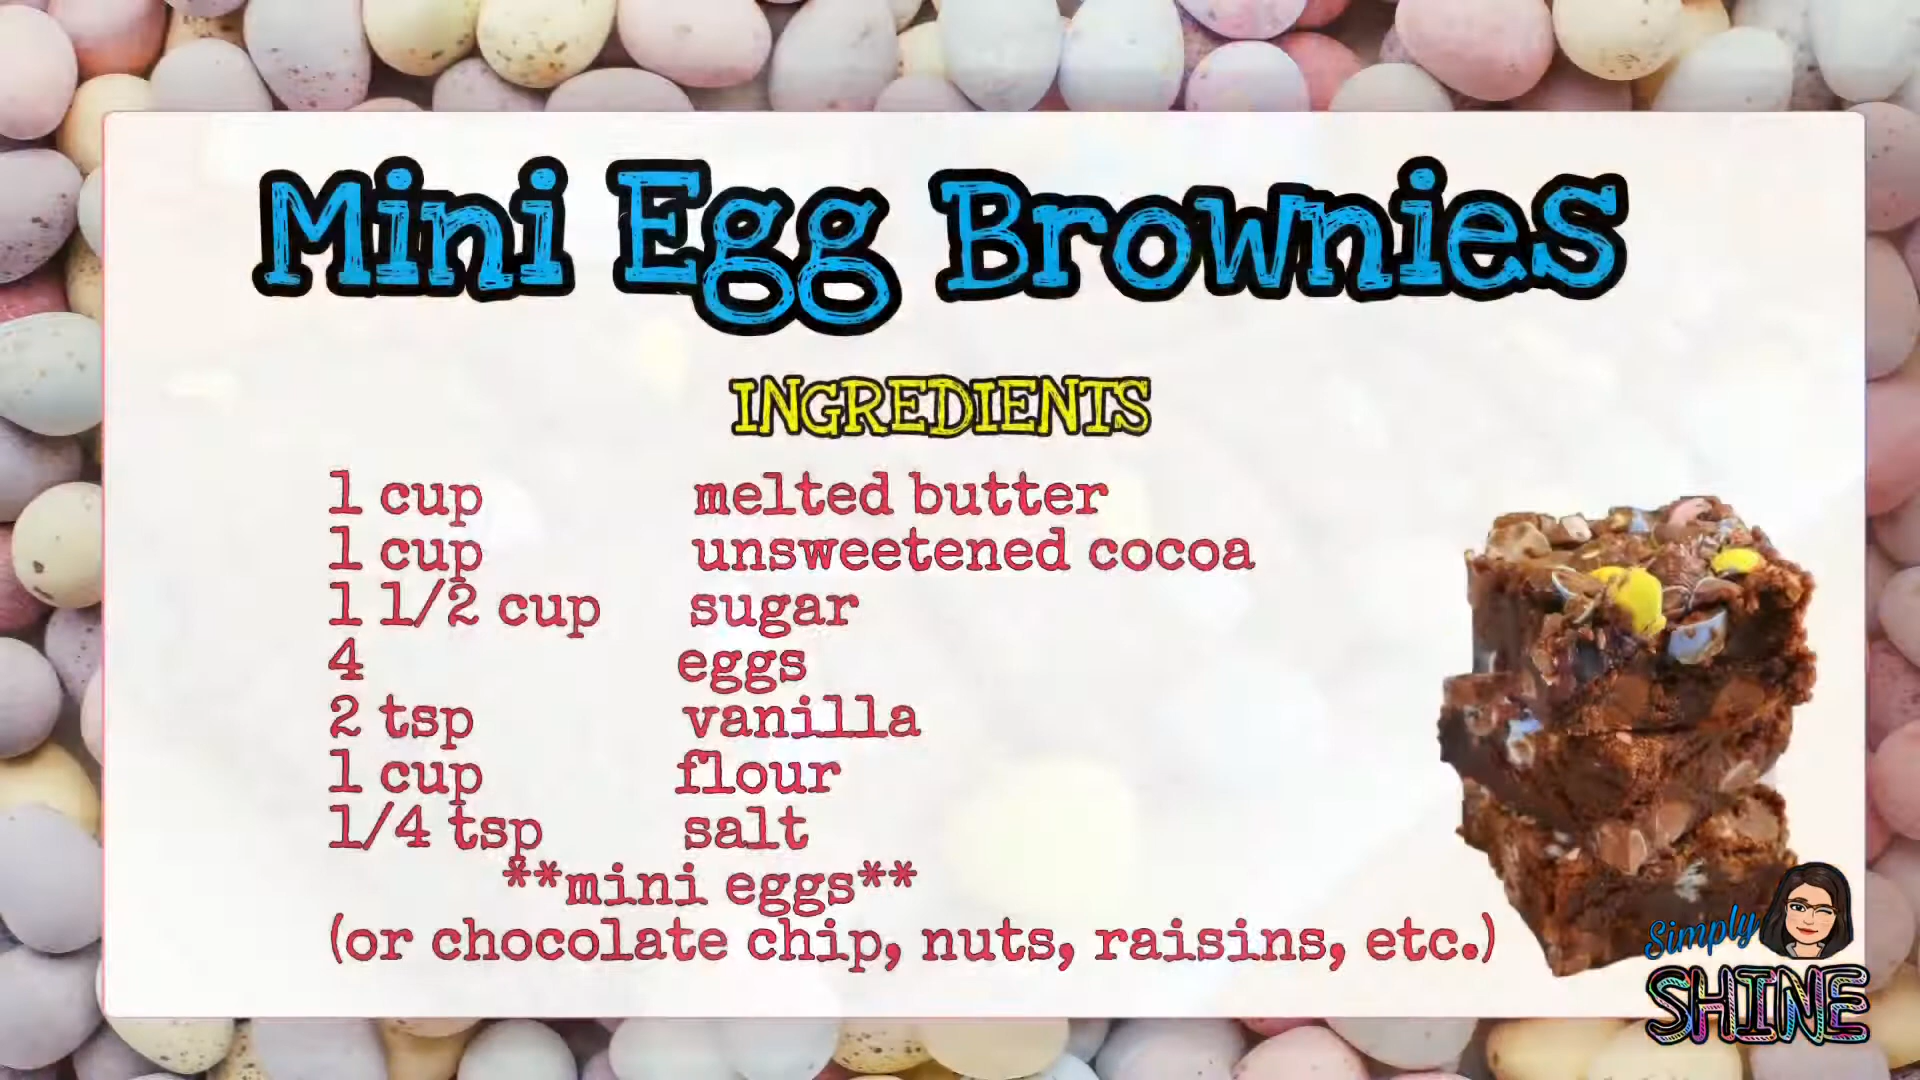 Mini Egg Brownies
INGREDIENTS
1 cup melted butter
1 cup unsweetened cocoa
1 1/2 cup sugar
4 eggs
2 tsp vanilla
1 cup flour
1/4 tsp salt
**mini eggs**
(or chocolate chip, nuts, raisins, etc.)
Simply
SHINE